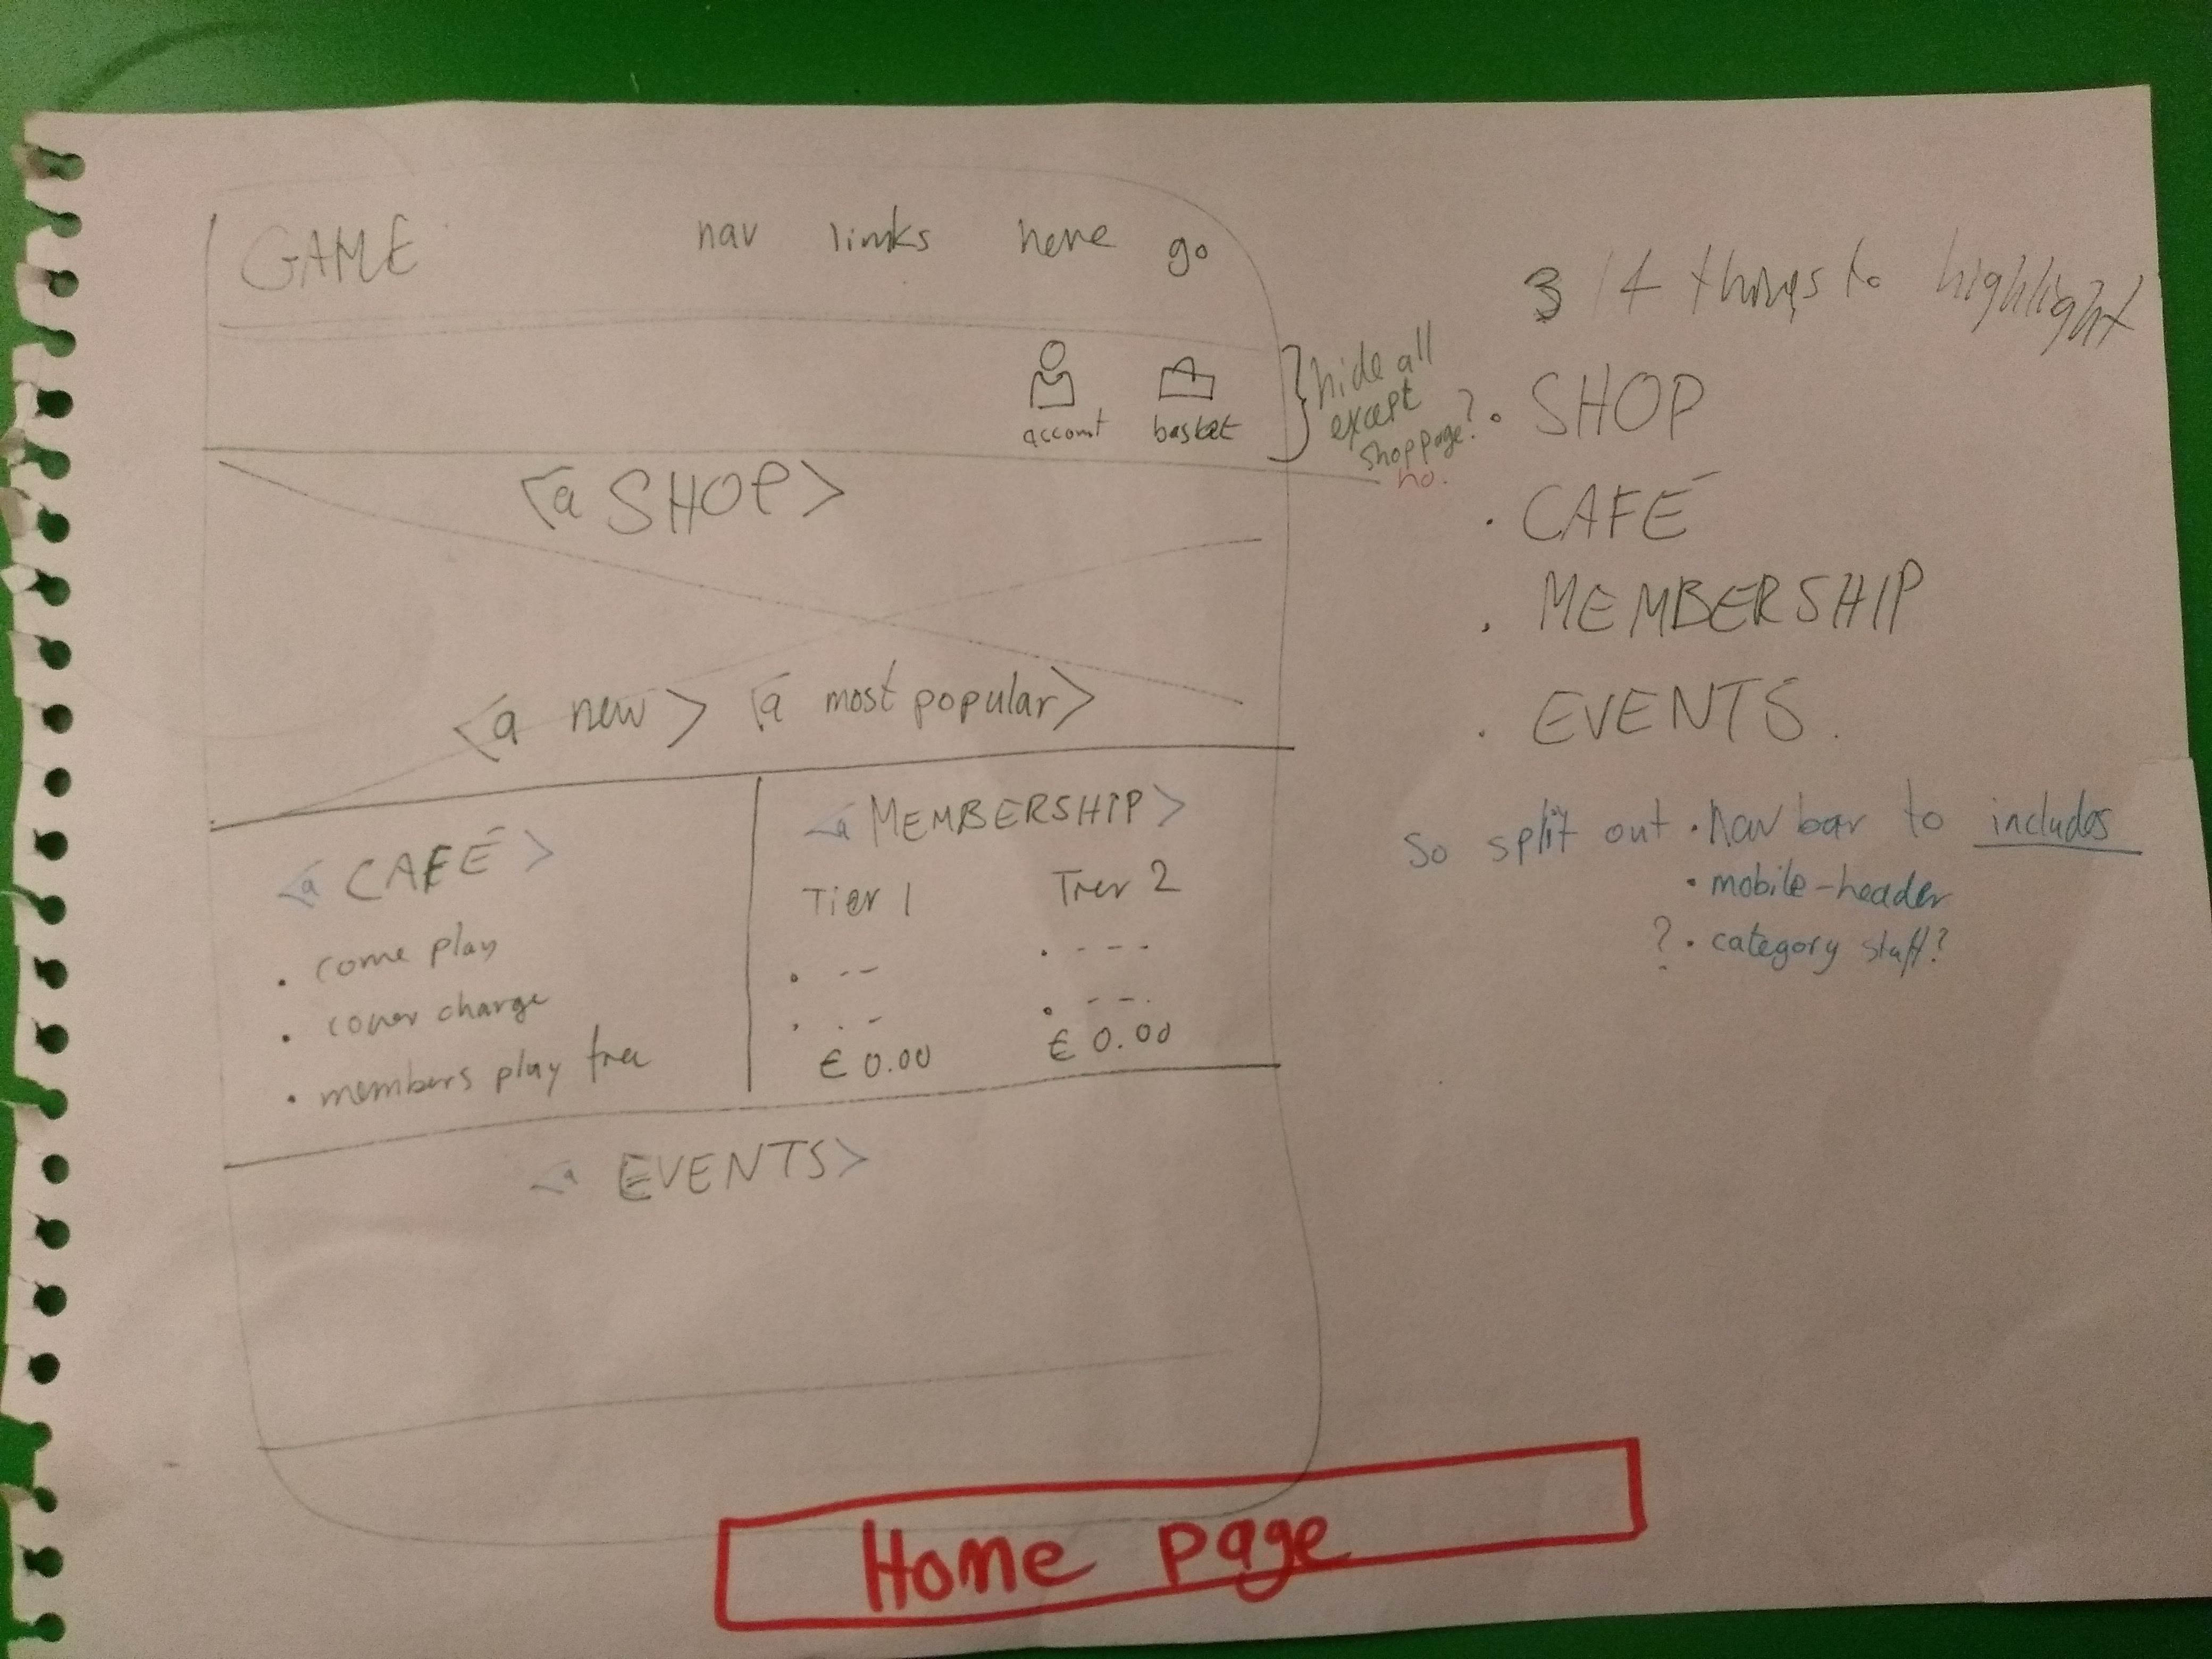 GAME nav links here go
account basket
} hide all
except
shop page?
no.
<a SHOP>
<a new> <a most popular>
<a CAFÉ>
• come play
• cover charge
• members play free
<a MEMBERSHIP>
Tier 1 Tier 2
• -- • ---
• -- • ---
€ 0.00 € 0.00
<a EVENTS>
3/4 things to highlight
• SHOP
• CAFÉ
• MEMBERSHIP
• EVENTS.
So split out • nav bar to includes
• mobile-header
? • category stuff?
Home page